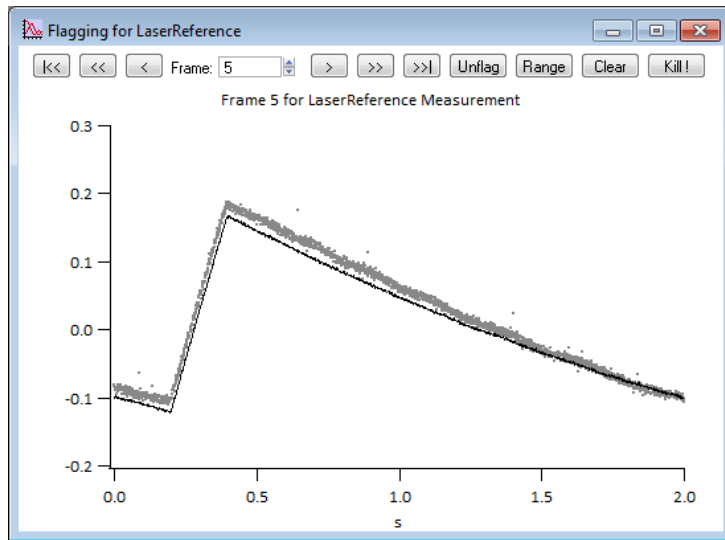 Flagging for LaserReference
|<< << < Frame: 5 > >> >>| Unflag Range Clear Kill !
Frame 5 for LaserReference Measurement
0.3
0.2
0.1
0.0
-0.1
-0.2
0.0 0.5 1.0 1.5 2.0
s